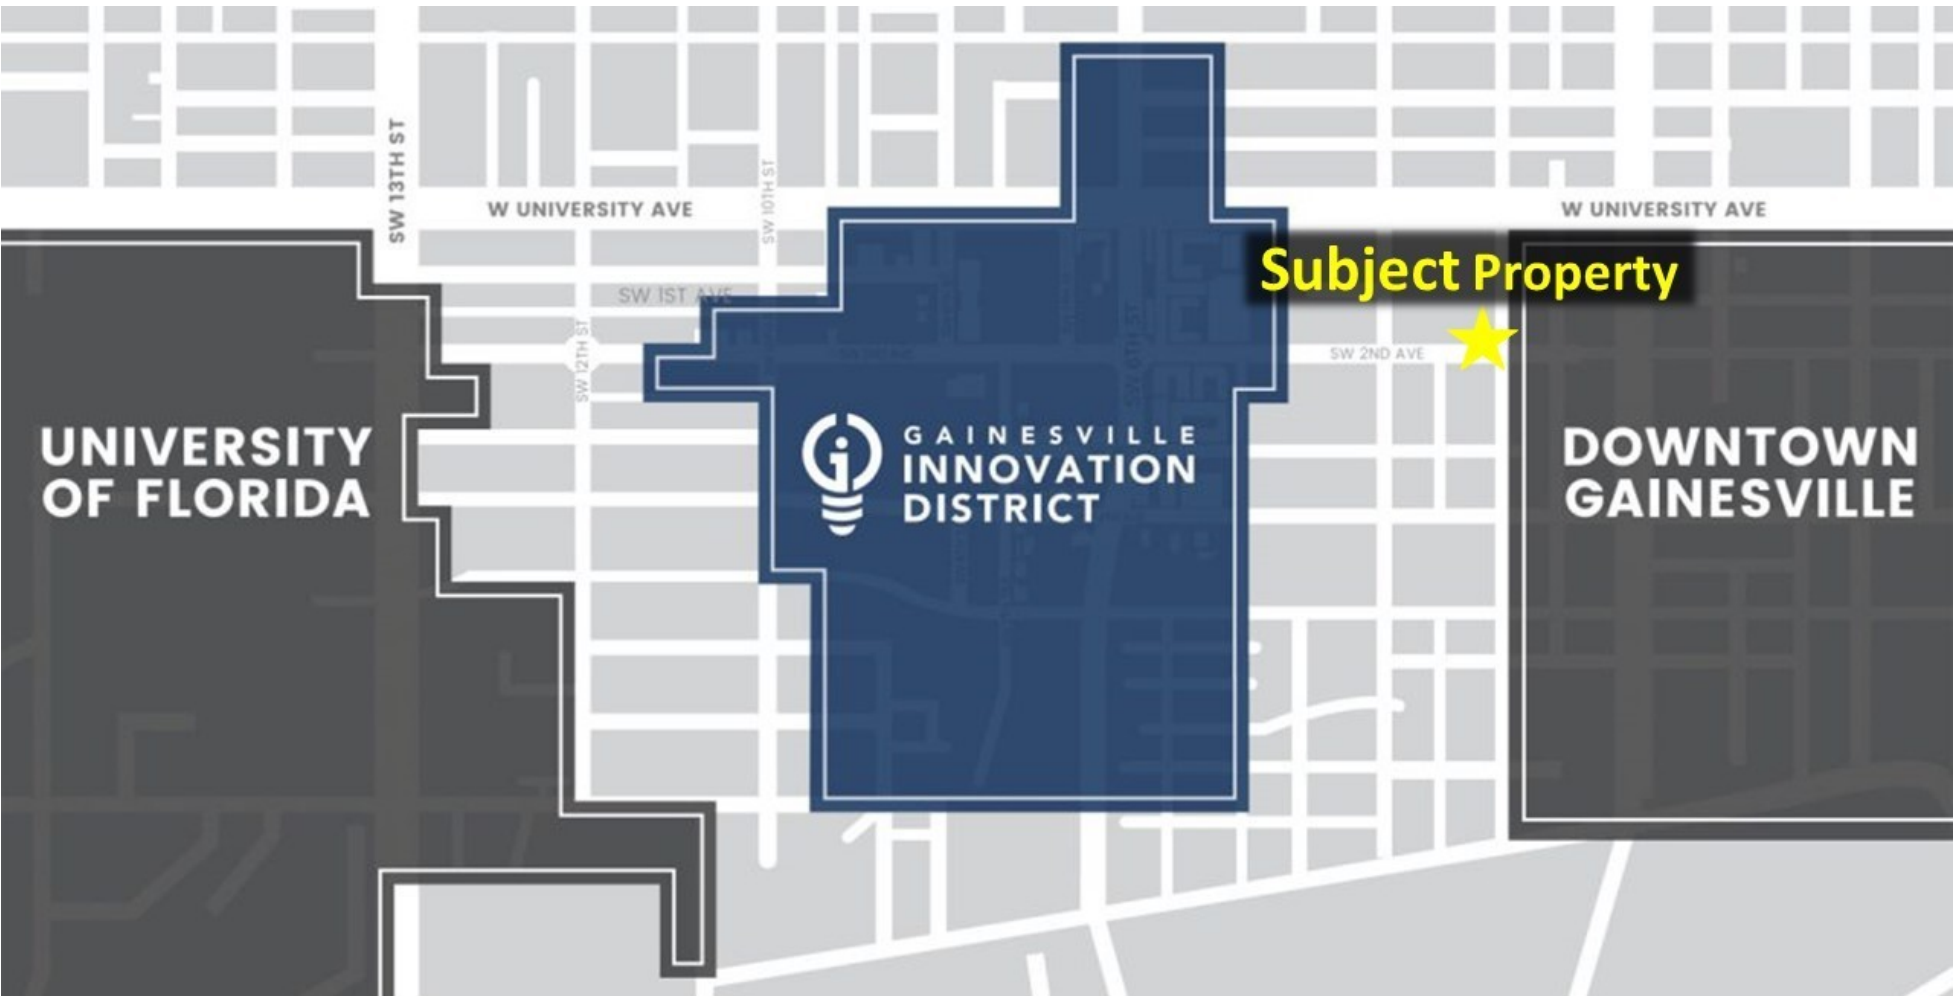 SW 13TH ST
W UNIVERSITY AVE
SW 10TH ST
W UNIVERSITY AVE
Subject Property
SW 1ST AVE
SW 12TH ST
SW 6TH ST
SW 2ND AVE
UNIVERSITY
OF FLORIDA
GAINESVILLE
INNOVATION
DISTRICT
DOWNTOWN
GAINESVILLE